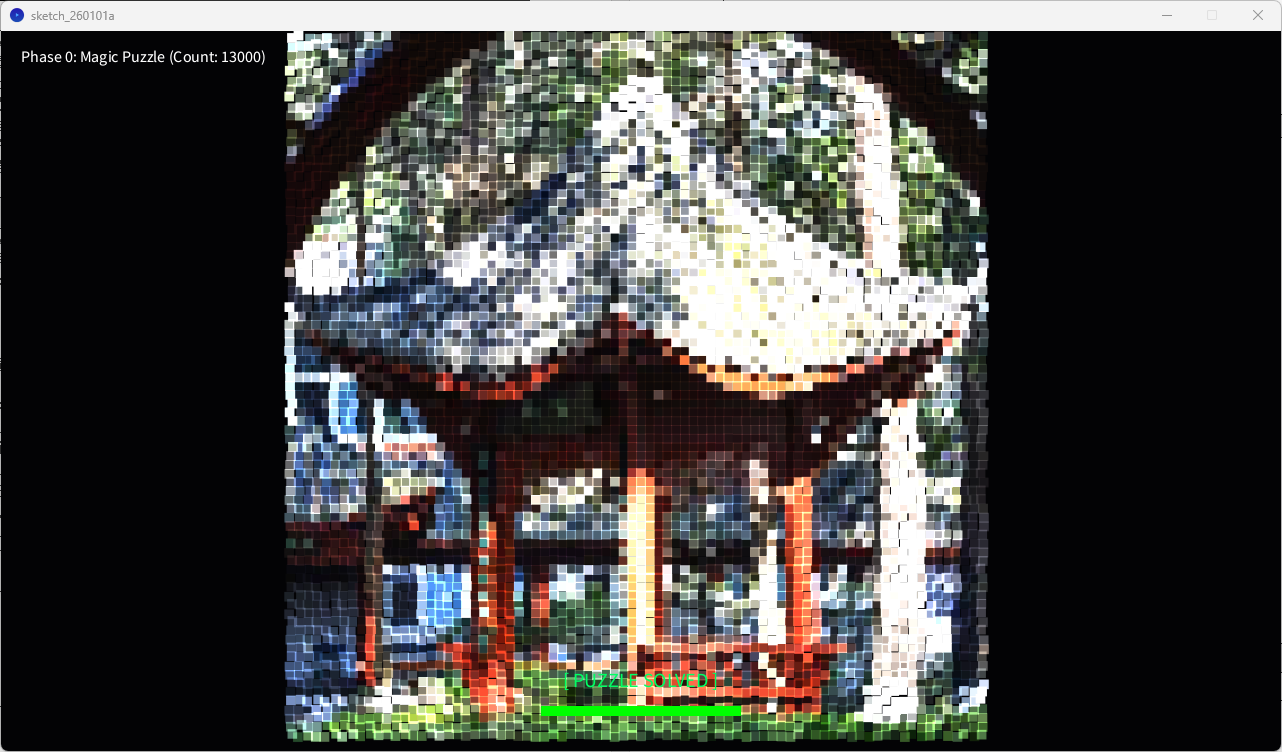 sketch_260101a
Phase 0: Magic Puzzle (Count: 13000)
PUZZLE SOLVED